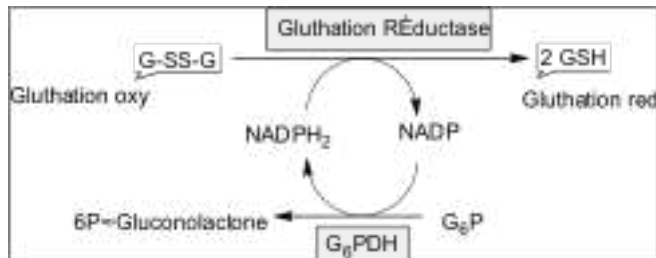 Gluthation RÉductase
G-SS-G
2 GSH
Gluthation oxy
Gluthation red
NADPH₂
NADP
6P=Gluconolactone
G₆P
G₆PDH